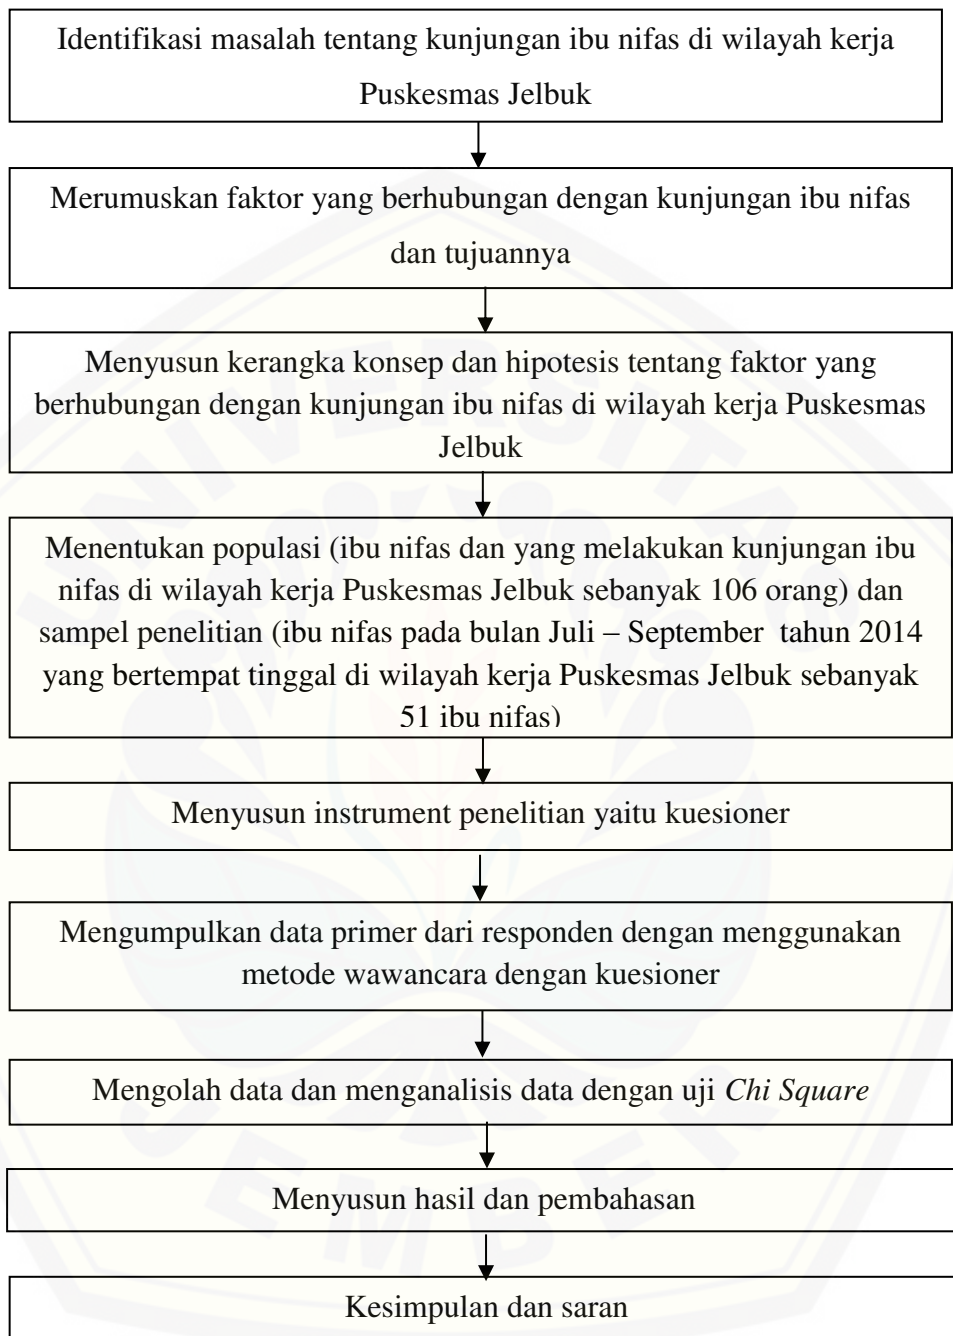 Identifikasi masalah tentang kunjungan ibu nifas di wilayah kerja
Puskesmas Jelbuk
Merumuskan faktor yang berhubungan dengan kunjungan ibu nifas
dan tujuannya
Menyusun kerangka konsep dan hipotesis tentang faktor yang
berhubungan dengan kunjungan ibu nifas di wilayah kerja Puskesmas
Jelbuk
Menentukan populasi (ibu nifas dan yang melakukan kunjungan ibu
nifas di wilayah kerja Puskesmas Jelbuk sebanyak 106 orang) dan
sampel penelitian (ibu nifas pada bulan Juli – September tahun 2014
yang bertempat tinggal di wilayah kerja Puskesmas Jelbuk sebanyak
51 ibu nifas)
Menyusun instrument penelitian yaitu kuesioner
Mengumpulkan data primer dari responden dengan menggunakan
metode wawancara dengan kuesioner
Mengolah data dan menganalisis data dengan uji Chi Square
Menyusun hasil dan pembahasan
Kesimpulan dan saran
UNIVERSITAS
JEMBER